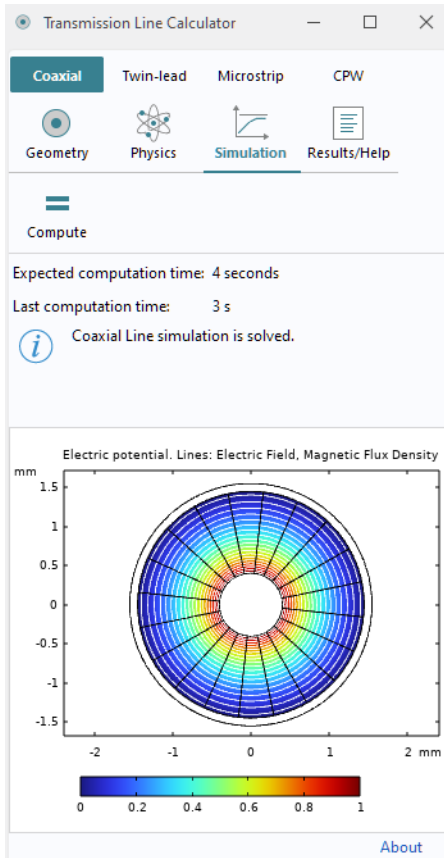 Transmission Line Calculator
Coaxial Twin-lead Microstrip CPW
Geometry Physics Simulation Results/Help
Compute
Expected computation time: 4 seconds
Last computation time: 3 s
i Coaxial Line simulation is solved.
Electric potential. Lines: Electric Field, Magnetic Flux Density
mm
1.5
1
0.5
0
-0.5
-1
-1.5
-2 -1 0 1 2 mm
0 0.2 0.4 0.6 0.8 1
About